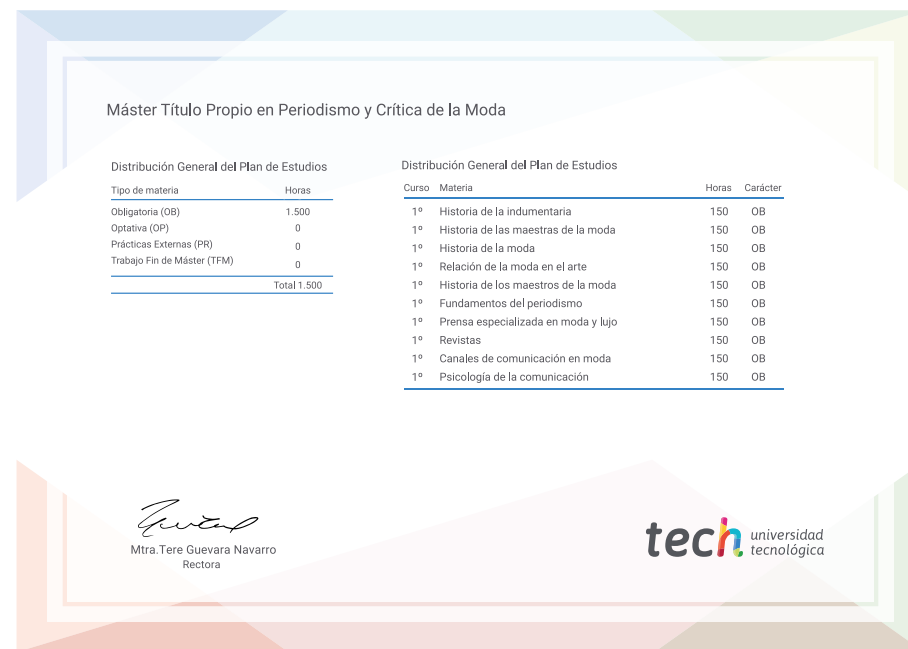 Máster Título Propio en Periodismo y Crítica de la Moda
Distribución General del Plan de Estudios
Tipo de materia Horas
Obligatoria (OB) 1.500
Optativa (OP) 0
Prácticas Externas (PR) 0
Trabajo Fin de Máster (TFM) 0
Total 1.500
Distribución General del Plan de Estudios
Curso Materia Horas Carácter
1º Historia de la indumentaria 150 OB
1º Historia de las maestras de la moda 150 OB
1º Historia de la moda 150 OB
1º Relación de la moda en el arte 150 OB
1º Historia de los maestros de la moda 150 OB
1º Fundamentos del periodismo 150 OB
1º Prensa especializada en moda y lujo 150 OB
1º Revistas 150 OB
1º Canales de comunicación en moda 150 OB
1º Psicología de la comunicación 150 OB
Mtra.Tere Guevara Navarro
Rectora
tech universidad
tecnológica